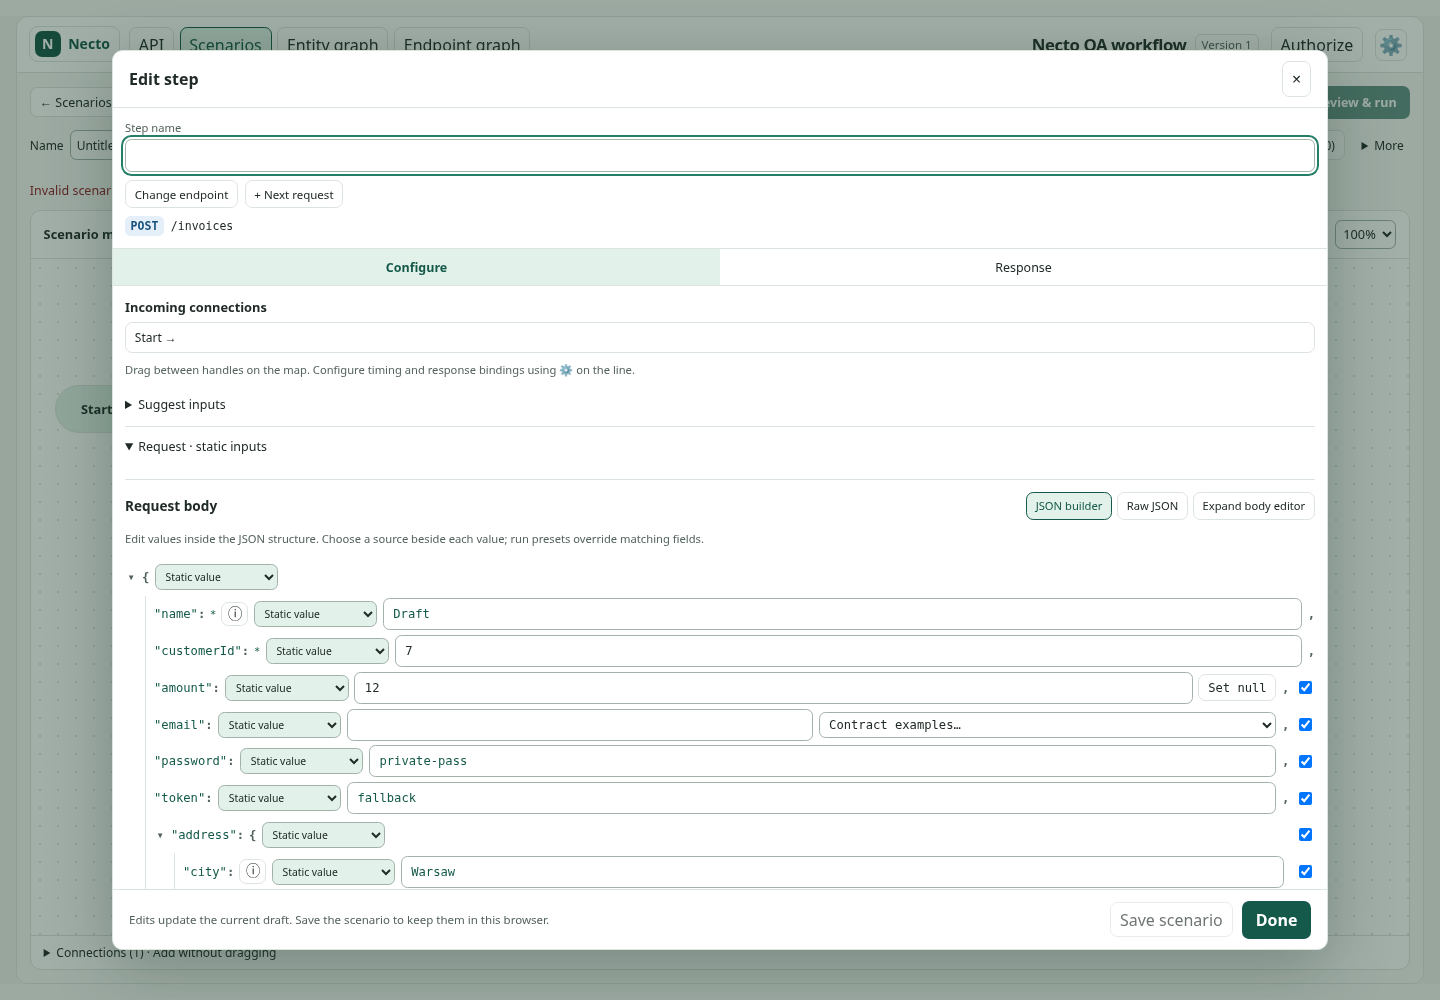 N Necto API Scenarios Entity graph Endpoint graph Necto QA workflow Version 1 Authorize ⚙️
Edit step ×
← Scenarios view & run
Name Untitle 0) ▶ More
Step name
Invalid scenar
Change endpoint + Next request
POST /invoices
Scenario m 100%
Configure Response
Incoming connections
Start →
Drag between handles on the map. Configure timing and response bindings using ⚙️ on the line.
▶ Suggest inputs
Start
▼ Request · static inputs
Request body JSON builder Raw JSON Expand body editor
Edit values inside the JSON structure. Choose a source beside each value; run presets override matching fields.
▾ { Static value
"name": * ⓘ Static value Draft ,
"customerId": * Static value 7 ,
"amount": Static value 12 Set null ,
"email": Static value Contract examples… ,
"password": Static value private-pass ,
"token": Static value fallback ,
▾ "address": { Static value
"city": ⓘ Static value Warsaw
Edits update the current draft. Save the scenario to keep them in this browser. Save scenario Done
▶ Connections (1) · Add without dragging